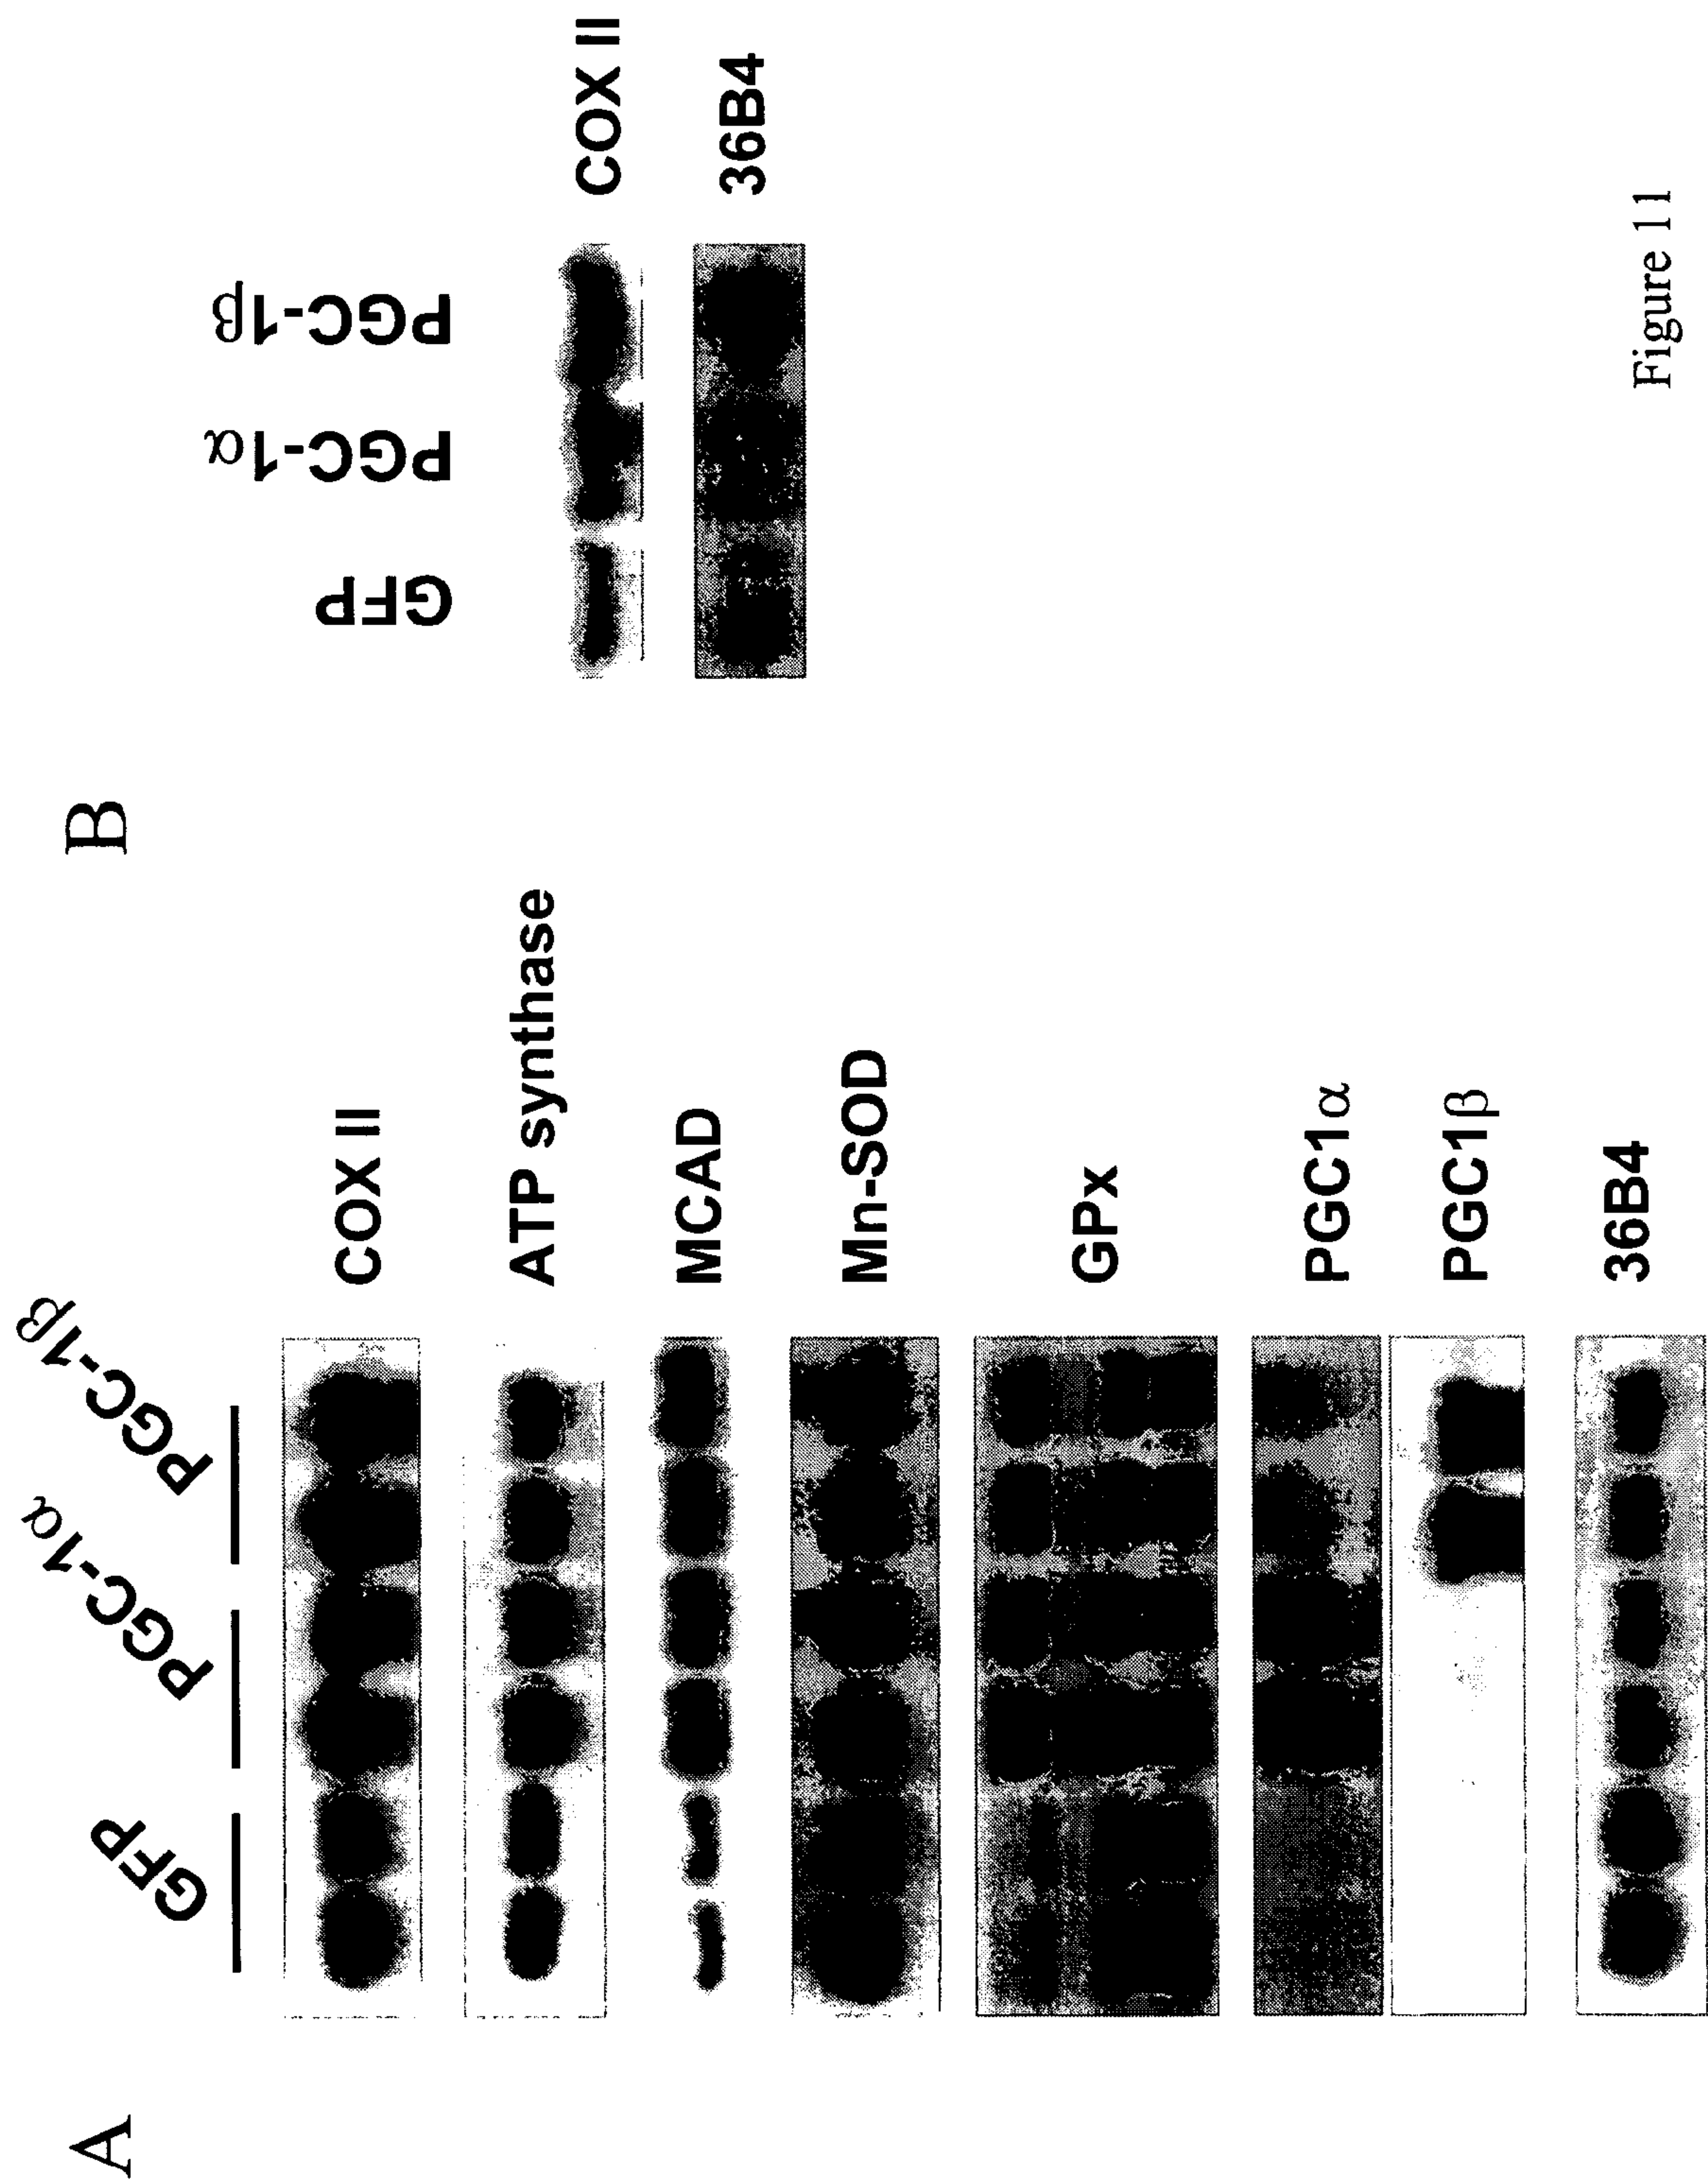 A
GFP
PGC-1α
PGC-1β
COX II
ATP synthase
MCAD
Mn-SOD
GPx
PGC1α
PGC1β
36B4
B
GFP
PGC-1α
PGC-1β
COX II
36B4
Figure 11